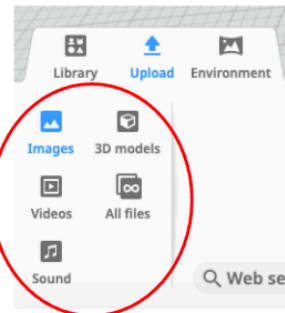 Library Upload Environment
Images 3D models
Videos All files
Sound
Web se